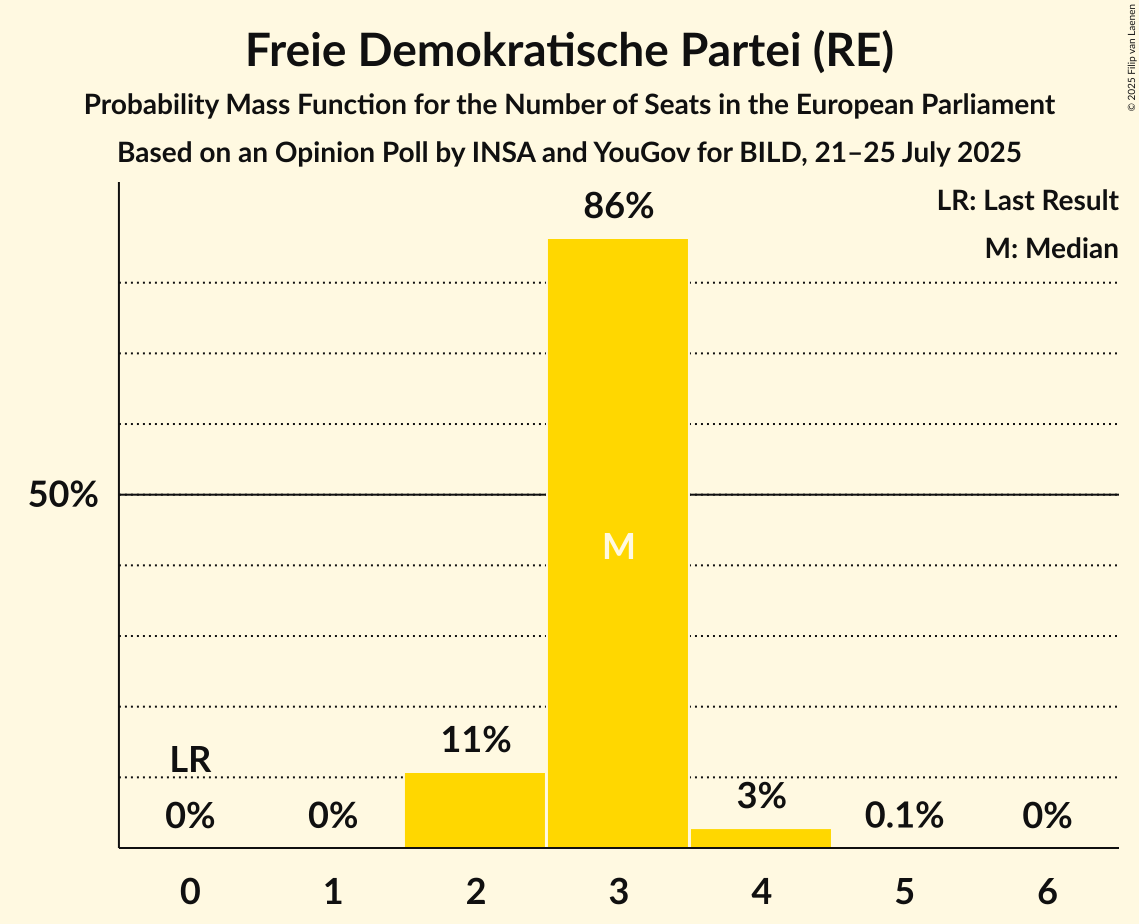 Freie Demokratische Partei (RE)
Probability Mass Function for the Number of Seats in the European Parliament
Based on an Opinion Poll by INSA and YouGov for BILD, 21–25 July 2025
© 2025 Filip van Laenen
LR: Last Result
M: Median
86%
50%
M
11%
LR
3%
0%
0%
0.1%
0%
0
1
2
3
4
5
6